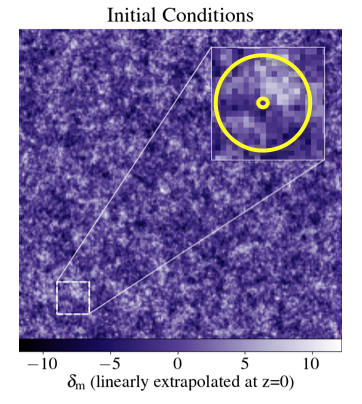 Initial Conditions
−10 −5 0 5 10
δm (linearly extrapolated at z=0)